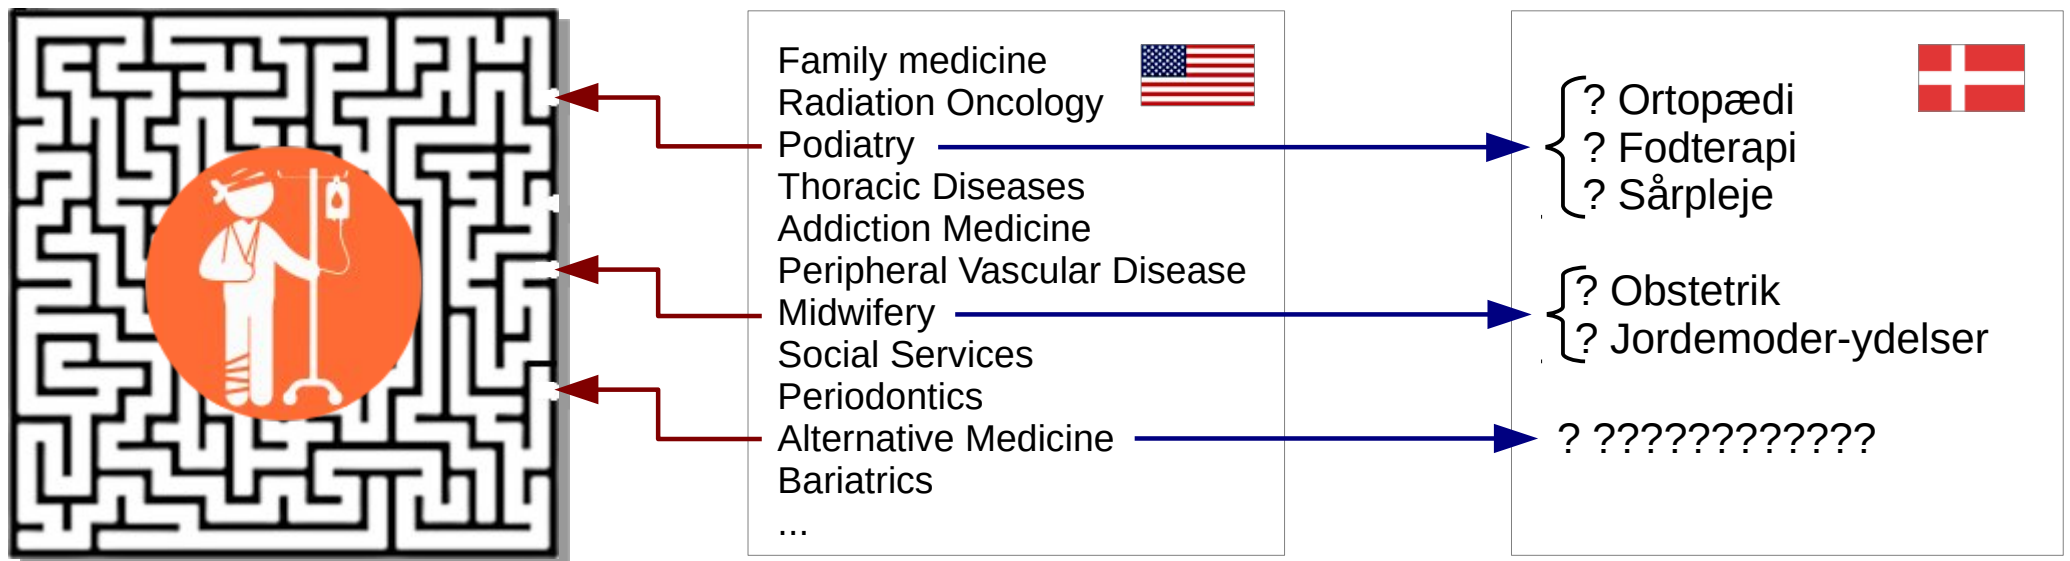 Family medicine
Radiation Oncology
Podiatry
Thoracic Diseases
Addiction Medicine
Peripheral Vascular Disease
Midwifery
Social Services
Periodontics
Alternative Medicine
Bariatrics
...
? Ortopædi
? Fodterapi
? Sårpleje
? Obstetrik
? Jordemoder-ydelser
? ????????????